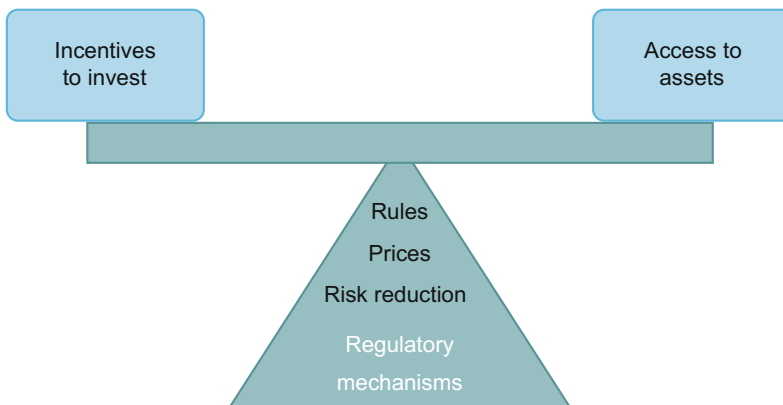 Incentives
to invest
Access to
assets
Rules
Prices
Risk reduction
Regulatory
mechanisms